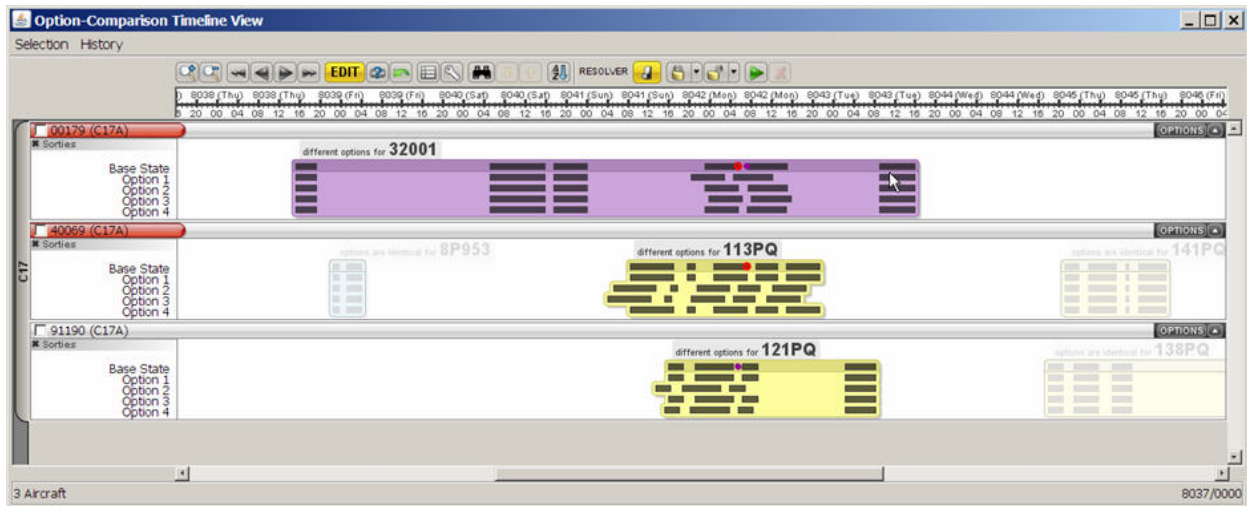 Option-Comparison Timeline View
Selection History
EDIT RESOLVER
8038 (Thu) 8038 (Thu) 8039 (Fri) 8039 (Fri) 8040 (Sat) 8040 (Sat) 8041 (Sun) 8041 (Sun) 8042 (Mon) 8042 (Mon) 8043 (Tue) 8043 (Tue) 8044 (Wed) 8044 (Wed) 8045 (Thu) 8045 (Thu) 8046 (Fri)
20 00 04 08 12 16 20 00 04 08 12 16 20 00 04 08 12 16 20 00 04 08 12 16 20 00 04 08 12 16 20 00 04 08 12 16 20 00 04 08 12 16 20 00 04 08 12 16 20 00
00179 (C17A) OPTIONS
Sorties
different options for 32001
Base State
Option 1
Option 2
Option 3
Option 4
C17
40069 (C17A) OPTIONS
Sorties
options are identical for 8P953 different options for 113PQ options are identical for 141PQ
Base State
Option 1
Option 2
Option 3
Option 4
91190 (C17A) OPTIONS
Sorties
different options for 121PQ options are identical for 138PQ
Base State
Option 1
Option 2
Option 3
Option 4
3 Aircraft 8037/0000